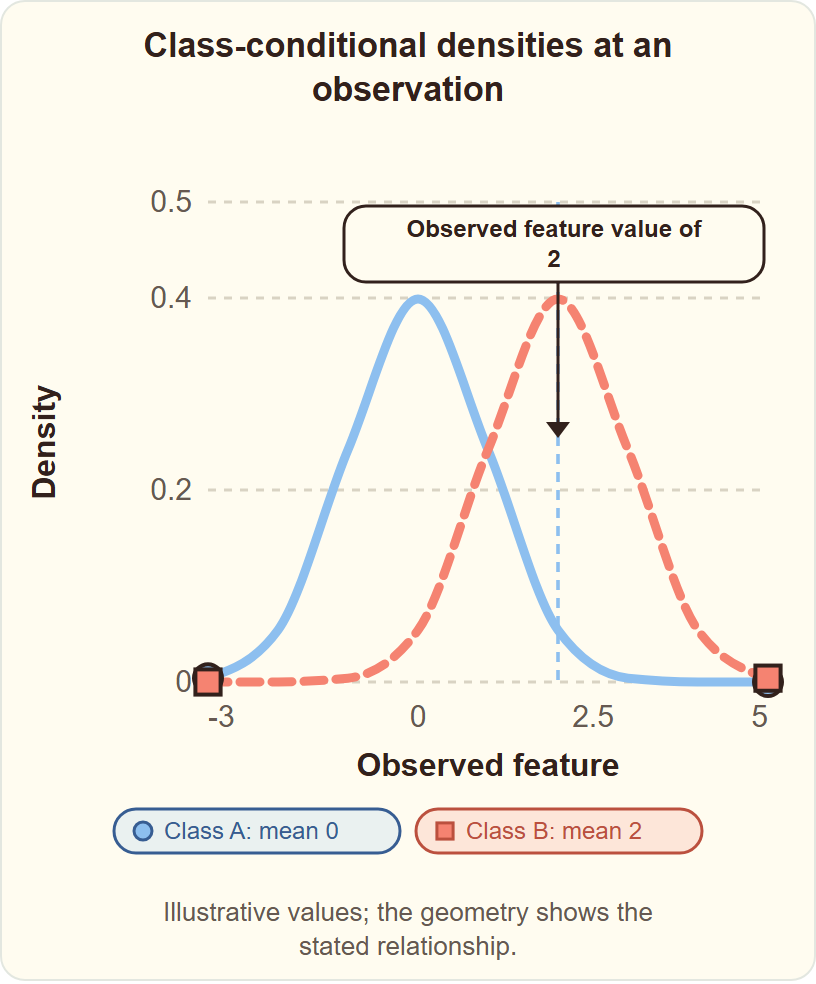 Class-conditional densities at an
observation
0.5
Observed feature value of
2
0.4
Density
0.2
0
-3
0
2.5
5
Observed feature
Class A: mean 0
Class B: mean 2
Illustrative values; the geometry shows the
stated relationship.